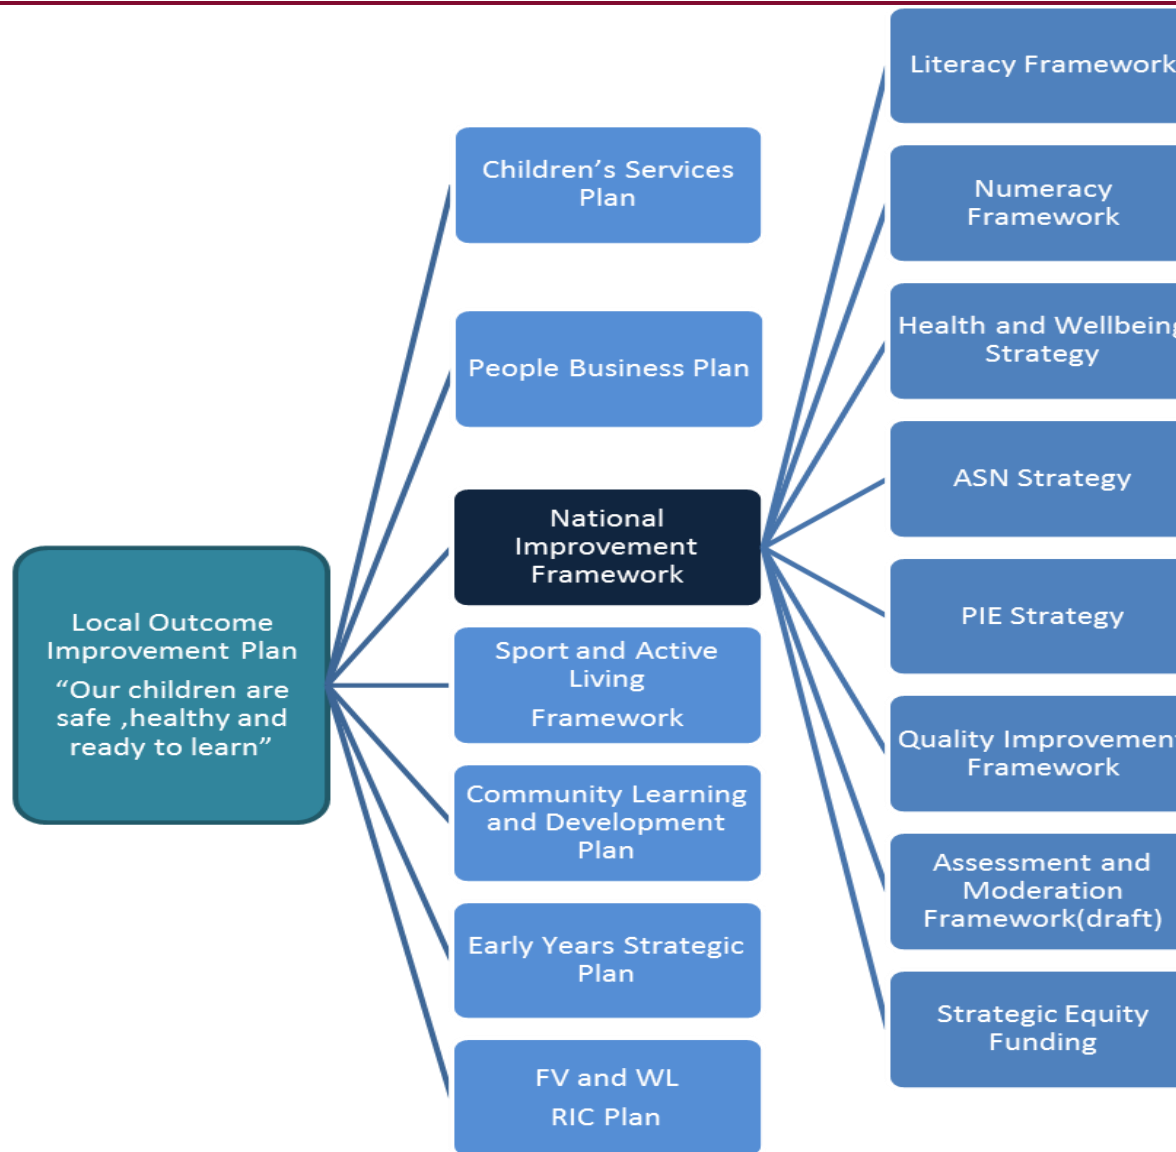 Local Outcome
Improvement Plan
“Our children are
safe ,healthy and
ready to learn”
Children’s Services
Plan
People Business Plan
National
Improvement
Framework
Sport and Active
Living
Framework
Community Learning
and Development
Plan
Early Years Strategic
Plan
FV and WL
RIC Plan
Literacy Framework
Numeracy
Framework
Health and Wellbeing
Strategy
ASN Strategy
PIE Strategy
Quality Improvement
Framework
Assessment and
Moderation
Framework(draft)
Strategic Equity
Funding